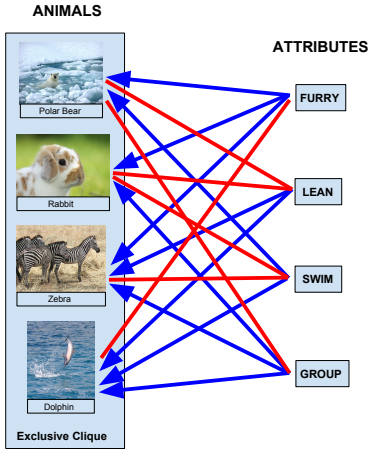 ANIMALS
ATTRIBUTES
Polar Bear
FURRY
Rabbit
LEAN
Zebra
SWIM
Dolphin
GROUP
Exclusive Clique